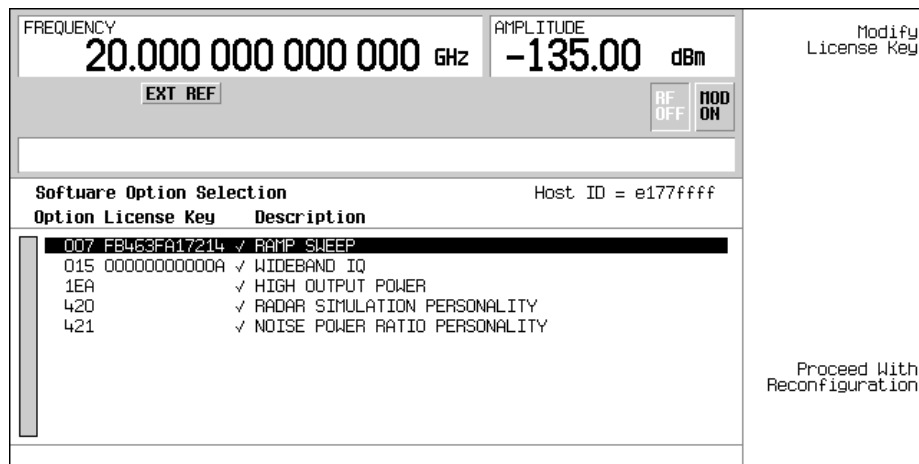 FREQUENCY
20.000 000 000 000 GHz
AMPLITUDE
-135.00 dBm
EXT REF
RF OFF
MOD ON
Modify License Key
Software Option Selection
Host ID = e177ffff
Option License Key Description
007 FB463FA17214 √ RAMP SWEEP
015 00000000000A √ WIDEBAND IQ
1EA √ HIGH OUTPUT POWER
420 √ RADAR SIMULATION PERSONALITY
421 √ NOISE POWER RATIO PERSONALITY
Proceed With Reconfiguration